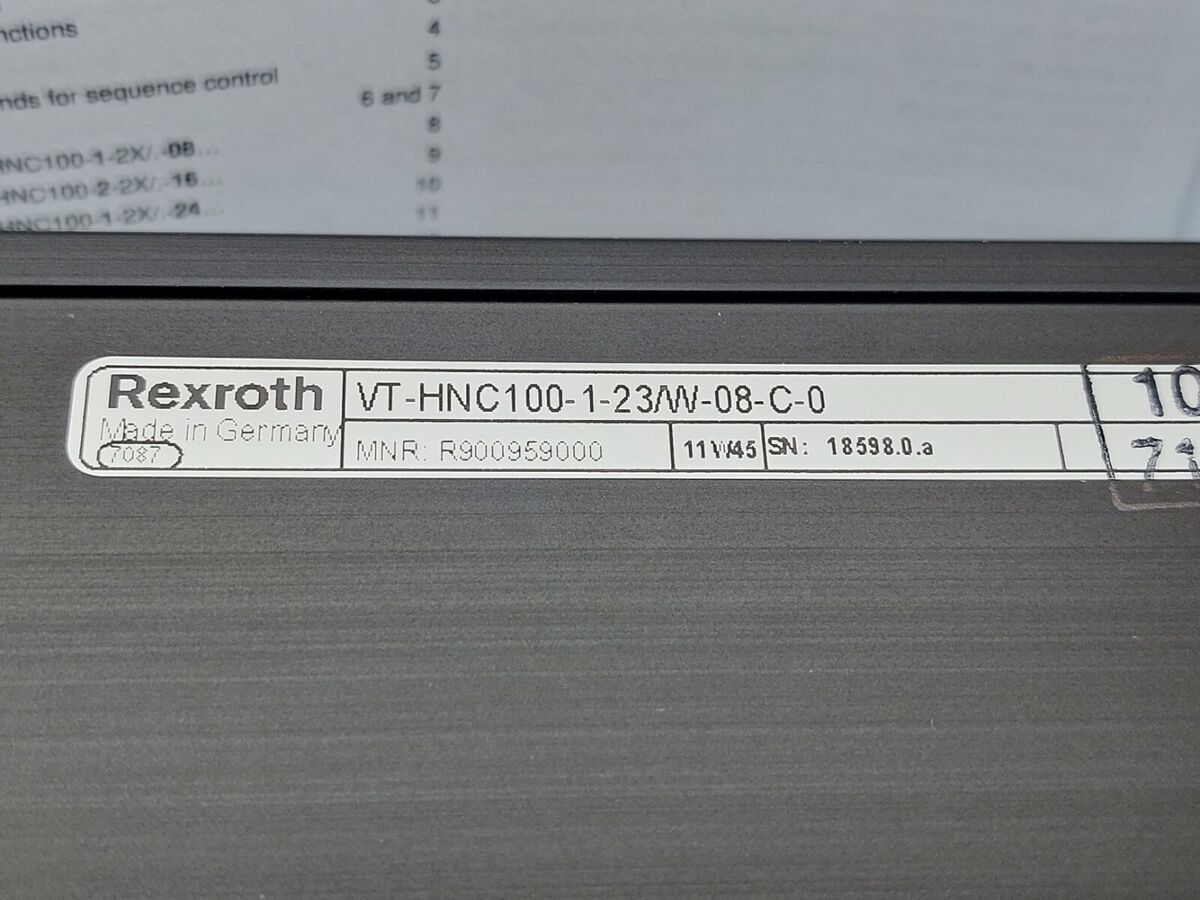 nctions 4
5
nds for sequence control 6 and 7
8
HNC100-1-2X/.-08... 9
HNC100-2-2X/.-16... 10
HNC100-1-2X/.-24... 11
Rexroth
Made in Germany
7087
VT-HNC100-1-23/W-08-C-0
MNR: R900959000
11W45
SN: 18598.0.a
10
71